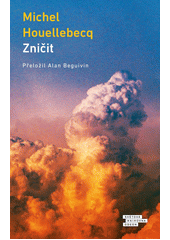 Michel
Houellebecq
Zničit
Přeložil Alan Beguivin